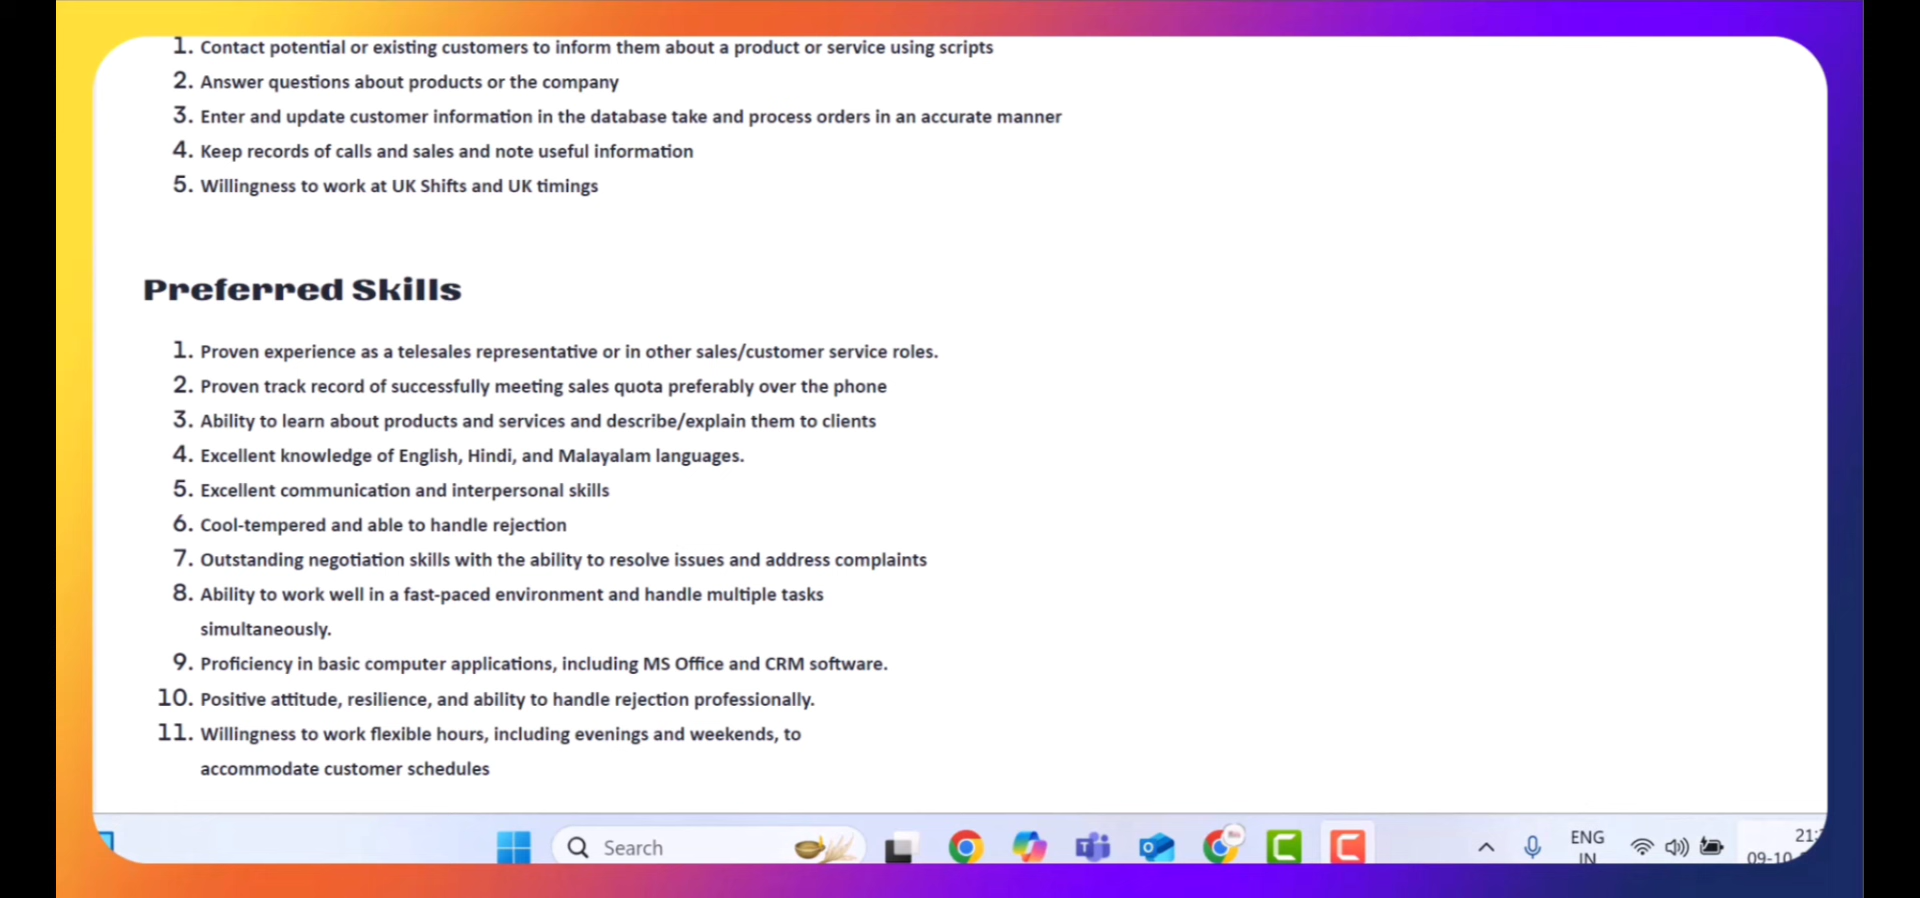 1. Contact potential or existing customers to inform them about a product or service using scripts
2. Answer questions about products or the company
3. Enter and update customer information in the database take and process orders in an accurate manner
4. Keep records of calls and sales and note useful information
5. Willingness to work at UK Shifts and UK timings
Preferred Skills
1. Proven experience as a telesales representative or in other sales/customer service roles.
2. Proven track record of successfully meeting sales quota preferably over the phone
3. Ability to learn about products and services and describe/explain them to clients
4. Excellent knowledge of English, Hindi, and Malayalam languages.
5. Excellent communication and interpersonal skills
6. Cool-tempered and able to handle rejection
7. Outstanding negotiation skills with the ability to resolve issues and address complaints
8. Ability to work well in a fast-paced environment and handle multiple tasks
simultaneously.
9. Proficiency in basic computer applications, including MS Office and CRM software.
10. Positive attitude, resilience, and ability to handle rejection professionally.
11. Willingness to work flexible hours, including evenings and weekends, to
accommodate customer schedules
Search
ENG
IN